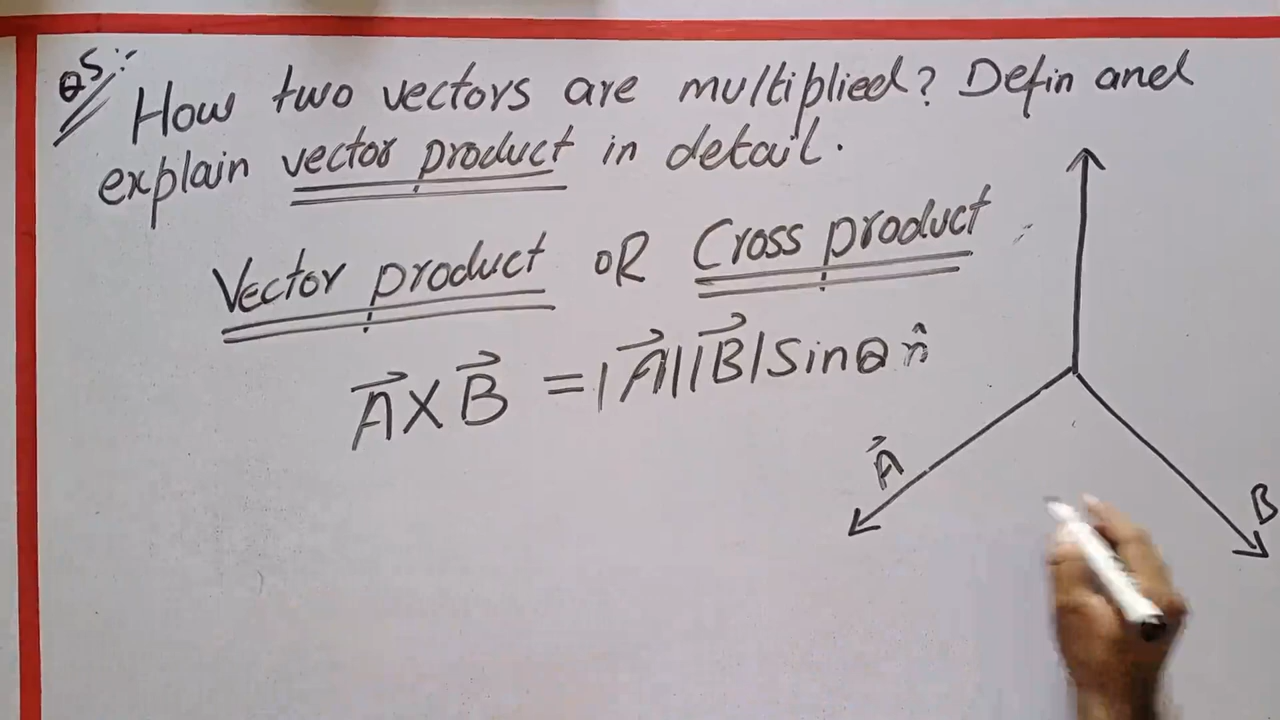 Q5:-
How two vectors are multiplied? Defin and
explain vector product in detail.
Vector product OR Cross product
A⃗ X B⃗ = |A⃗||B⃗|Sinθ n̂
A⃗
B